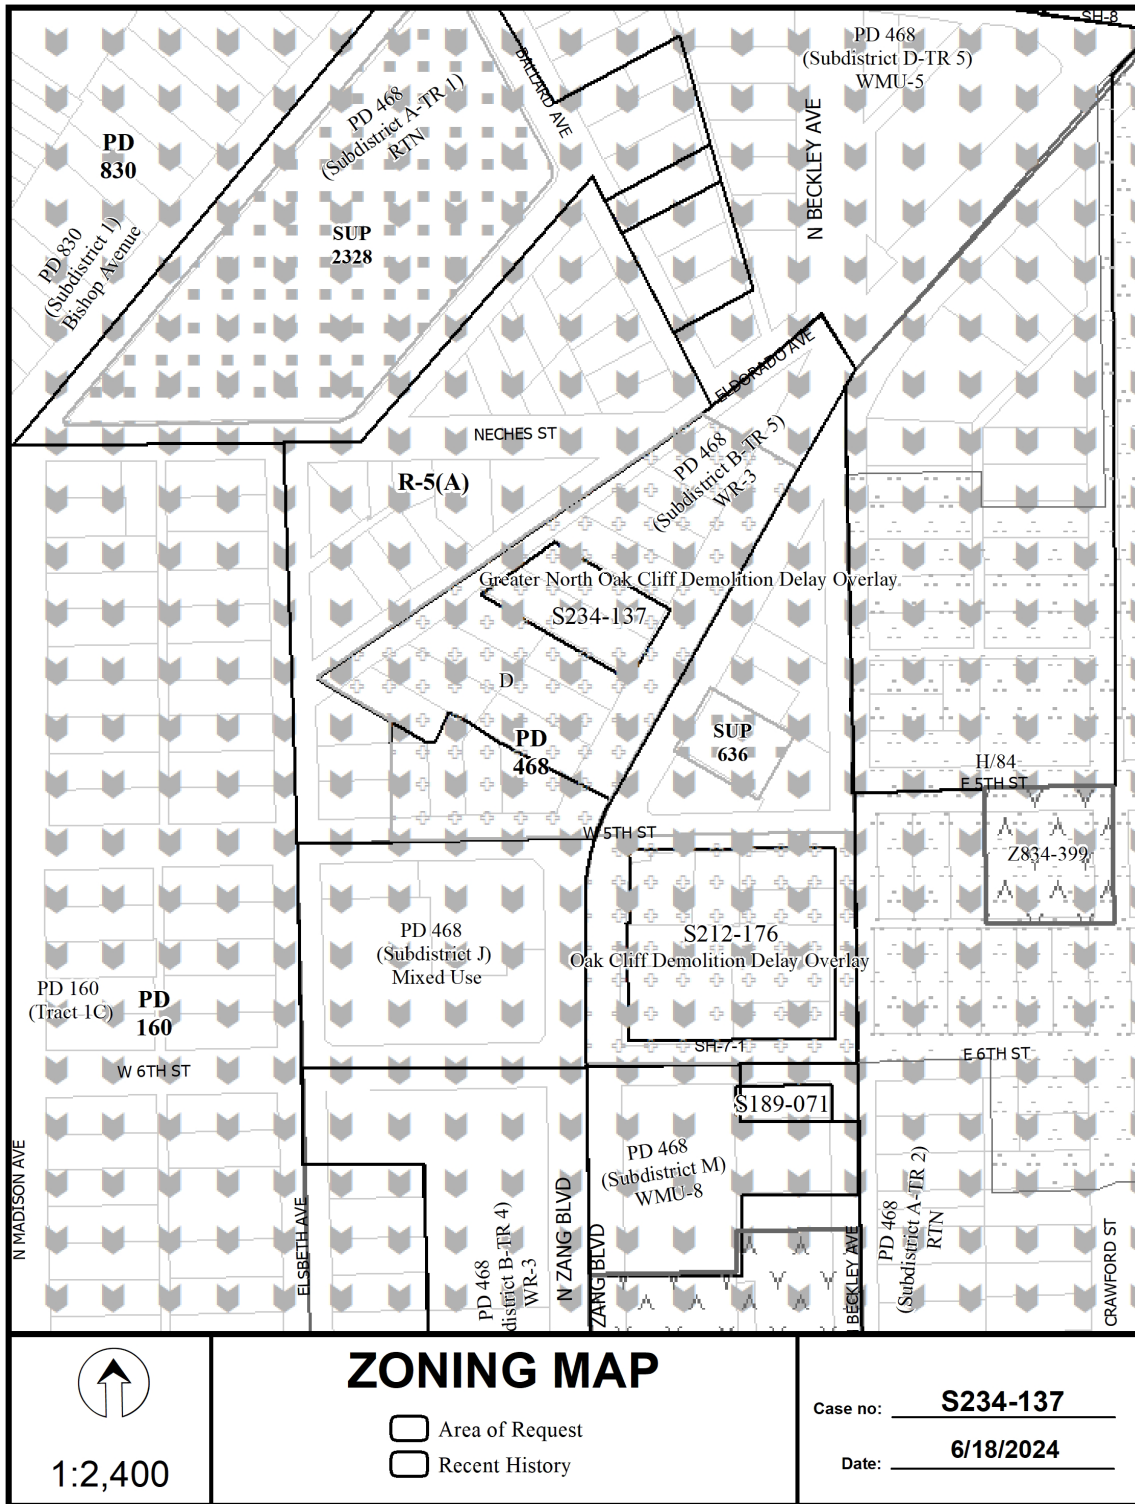 SH-8
PD 468
(Subdistrict D-TR 5)
WMU-5
BALLARD AVE
PD 468
(Subdistrict A-TR 1)
RTN
N BECKLEY AVE
PD
830
SUP
2328
PD 830
(Subdistrict 1)
Bishop Avenue
ELDORADO AVE
NECHES ST
PD 468
(Subdistrict B-TR 5)
WR-3
R-5(A)
Greater North Oak Cliff Demolition Delay Overlay
S234-137
D
PD
468
SUP
636
H/84
E 5TH ST
W 5TH ST
Z834-399
PD 468
(Subdistrict J)
Mixed Use
S212-176
Oak Cliff Demolition Delay Overlay
PD 160
(Tract 1C)
PD
160
SH-7-1
E 6TH ST
W 6TH ST
S189-071
PD 468
(Subdistrict M)
WMU-8
N MADISON AVE
ELSBETH AVE
PD 468
district B-TR 4)
WR-3
N ZANG BLVD
ZANG BLVD
BECKLEY AVE
PD 468
(Subdistrict A-TR 2)
RTN
CRAWFORD ST
1:2,400
ZONING MAP
Area of Request
Recent History
Case no: S234-137
Date: 6/18/2024